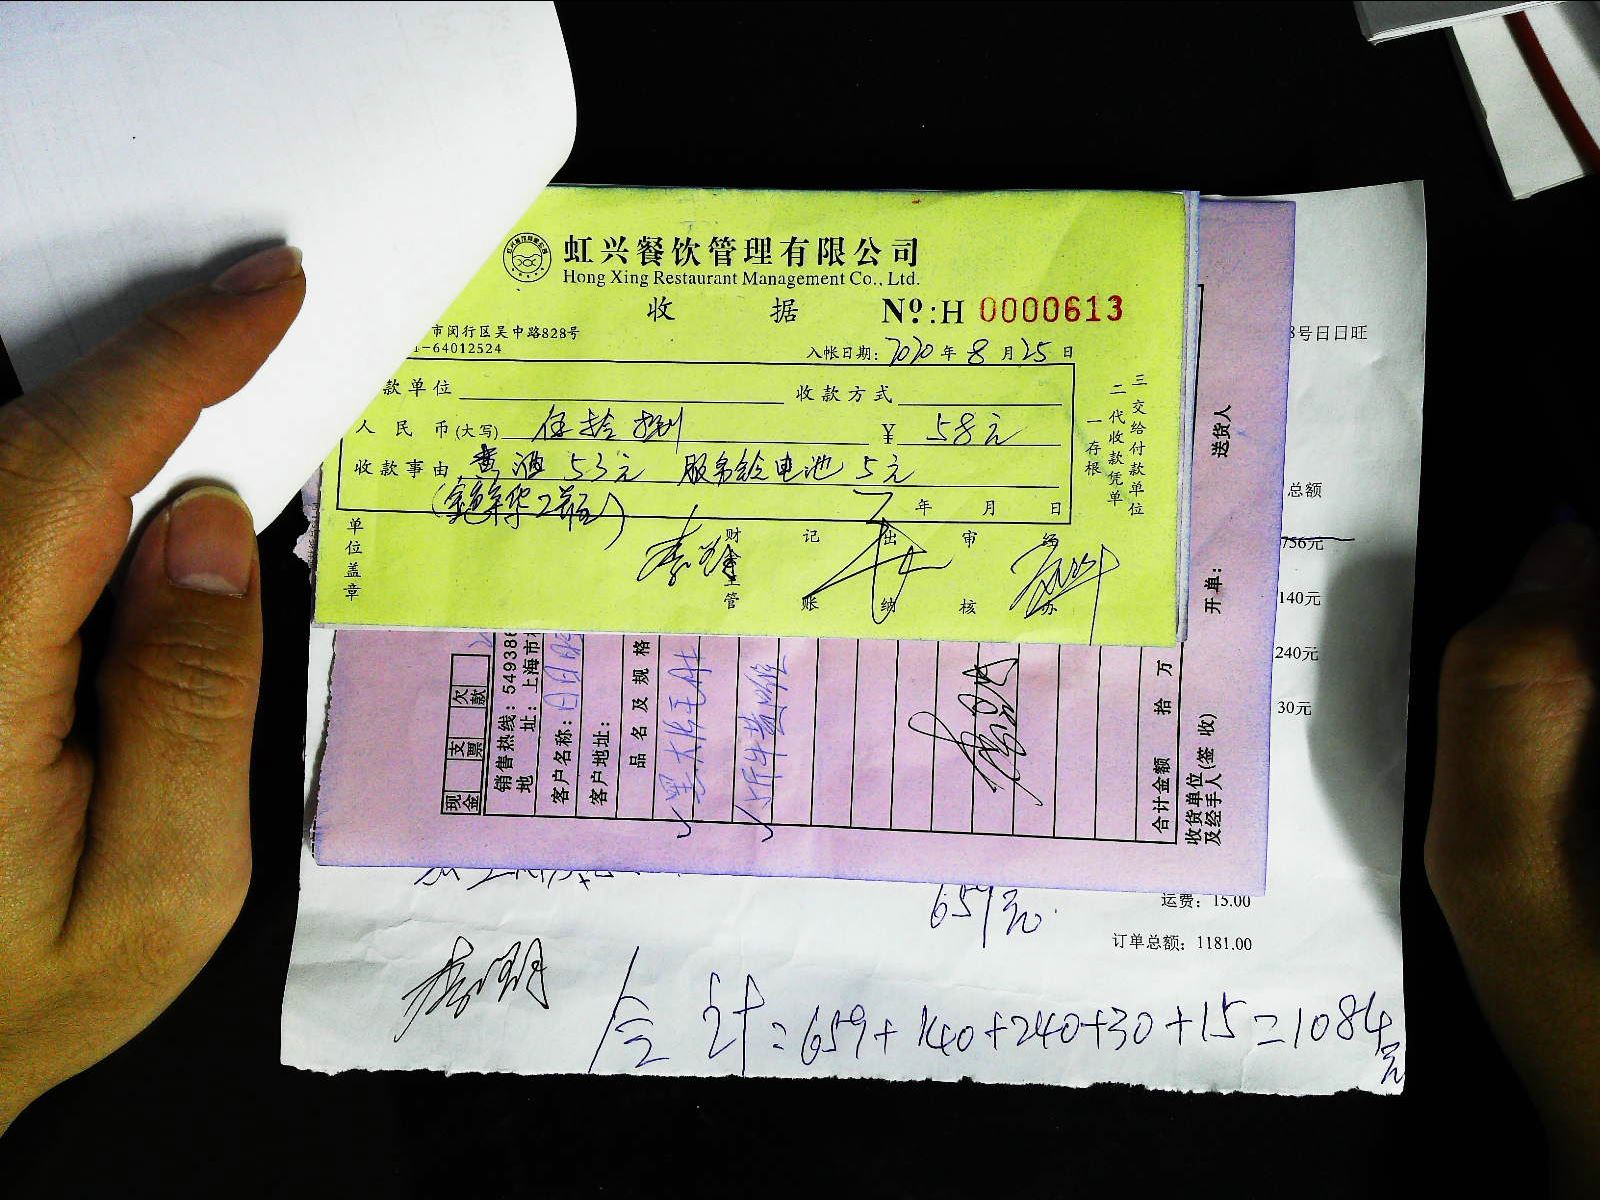 虹兴餐饮管理有限公司
Hong Xing Restaurant Management Co., Ltd.
收 据 Nº:H 0000613
市闵行区吴中路828号
-64012524
入帐日期: 2020 年 8 月 25 日
款单位 收款方式
人民币(大写) 伍拾捌 ¥ 58元
收款事由 黄酒 53元 服务铃电池 5元
年 月 日
单位盖章
财务主管
记账
出纳
审核
经办
一存根
二代收款凭单
三交给付款单位
8号日日旺
总额
756元
140元
240元
30元
送货人
开单:
现金
支票
欠款
销售热线: 549386
地址: 上海市
客户名称: 日日旺
客户地址:
品名及规格
合计金额 拾 万
收货单位(签 收)
及经手人
运费: 15.00
659元
订单总额: 1181.00
合计=659+140+240+30+15=1084元